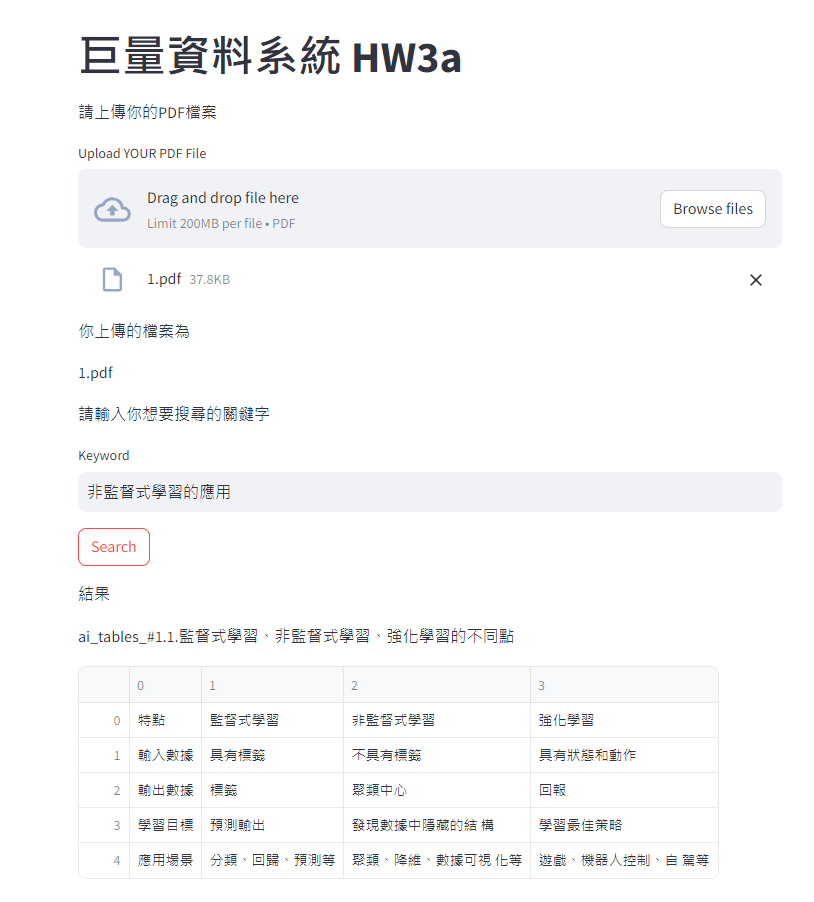 巨量資料系統 HW3a
請上傳你的PDF檔案
Upload YOUR PDF File
Drag and drop file here
Browse files
Limit 200MB per file • PDF
1.pdf 37.8KB
你上傳的檔案為
1.pdf
請輸入你想要搜尋的關鍵字
Keyword
非監督式學習的應用
Search
結果
ai_tables_#1.1.監督式學習、非監督式學習、強化學習的不同點
0 1 2 3
0 特點 監督式學習 非監督式學習 強化學習
1 輸入數據 具有標籤 不具有標籤 具有狀態和動作
2 輸出數據 標籤 聚類中心 回報
3 學習目標 預測輸出 發現數據中隱藏的結 構 學習最佳策略
4 應用場景 分類、回歸、預測等 聚類、降維、數據可視 化等 遊戲、機器人控制、自 駕等